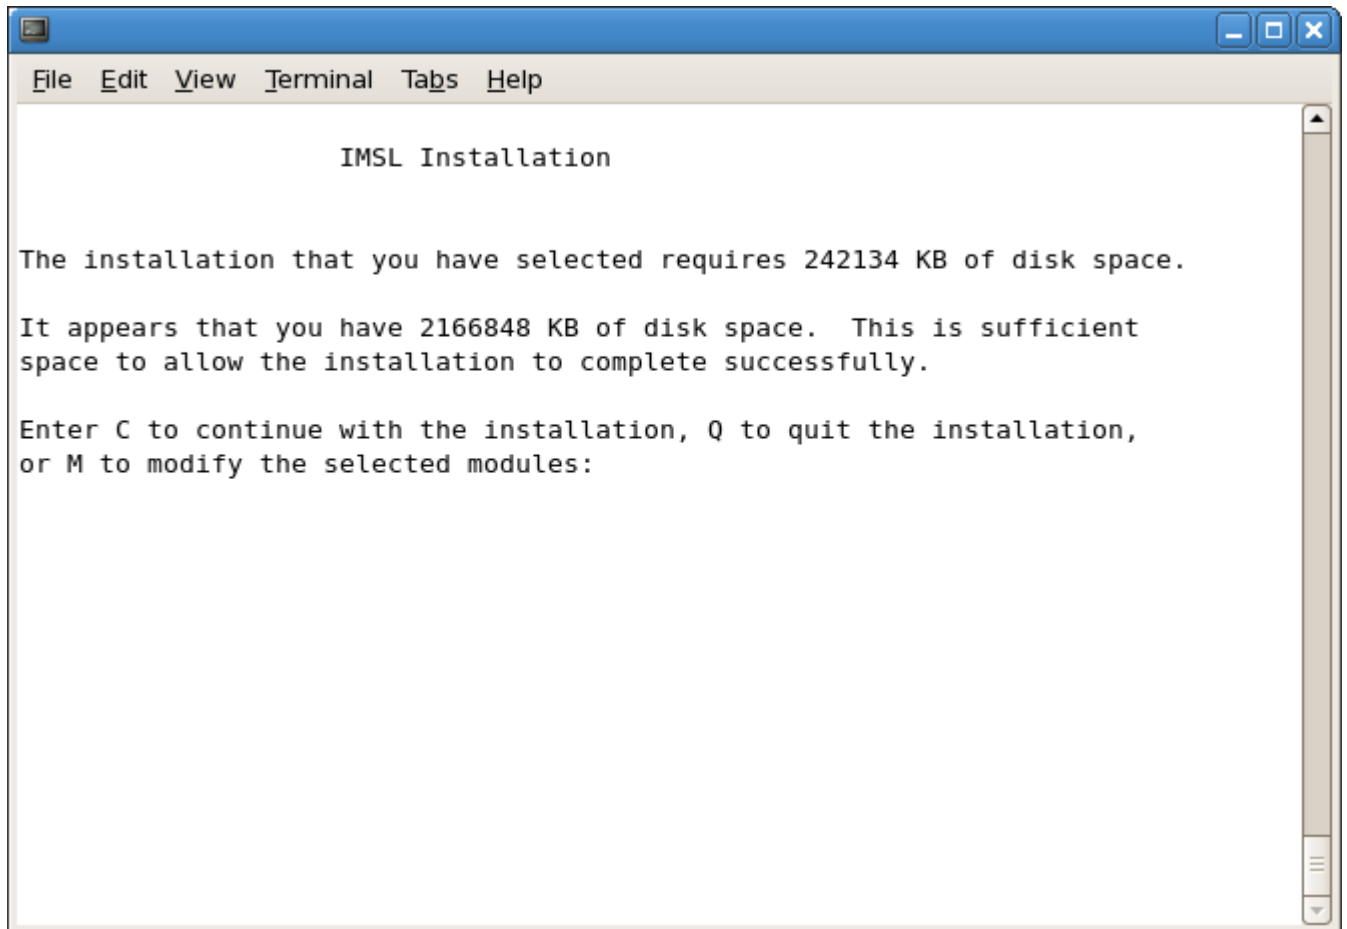 File Edit View Terminal Tabs Help
IMSL Installation
The installation that you have selected requires 242134 KB of disk space.
It appears that you have 2166848 KB of disk space.  This is sufficient
space to allow the installation to complete successfully.
Enter C to continue with the installation, Q to quit the installation,
or M to modify the selected modules: